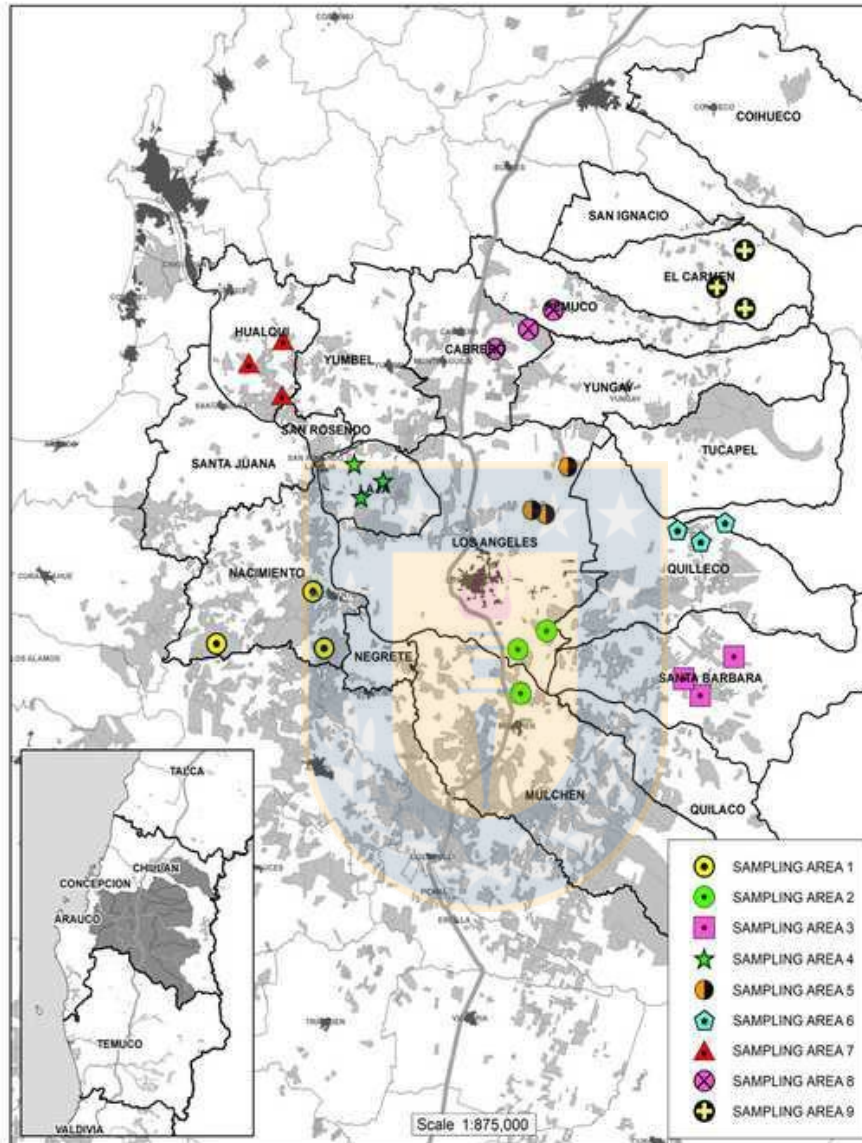 COIHUECO
SAN IGNACIO
EL CARMEN
PEMUCO
HUALQUI
YUMBEL
CABRERO
YUNGAY
YUNGAY
SAN ROSENDO
TUCAPEL
SANTA JUANA
LAJA
LOS ANGELES
QUILLECO
NACIMIENTO
NEGRETE
SANTA BARBARA
MULCHEN
QUILACO
TALCA
CHILLAN
CONCEPCION
ARAUCO
TEMUCO
VALDIVIA
SAMPLING AREA 1
SAMPLING AREA 2
SAMPLING AREA 3
SAMPLING AREA 4
SAMPLING AREA 5
SAMPLING AREA 6
SAMPLING AREA 7
SAMPLING AREA 8
SAMPLING AREA 9
Scale 1:875,000